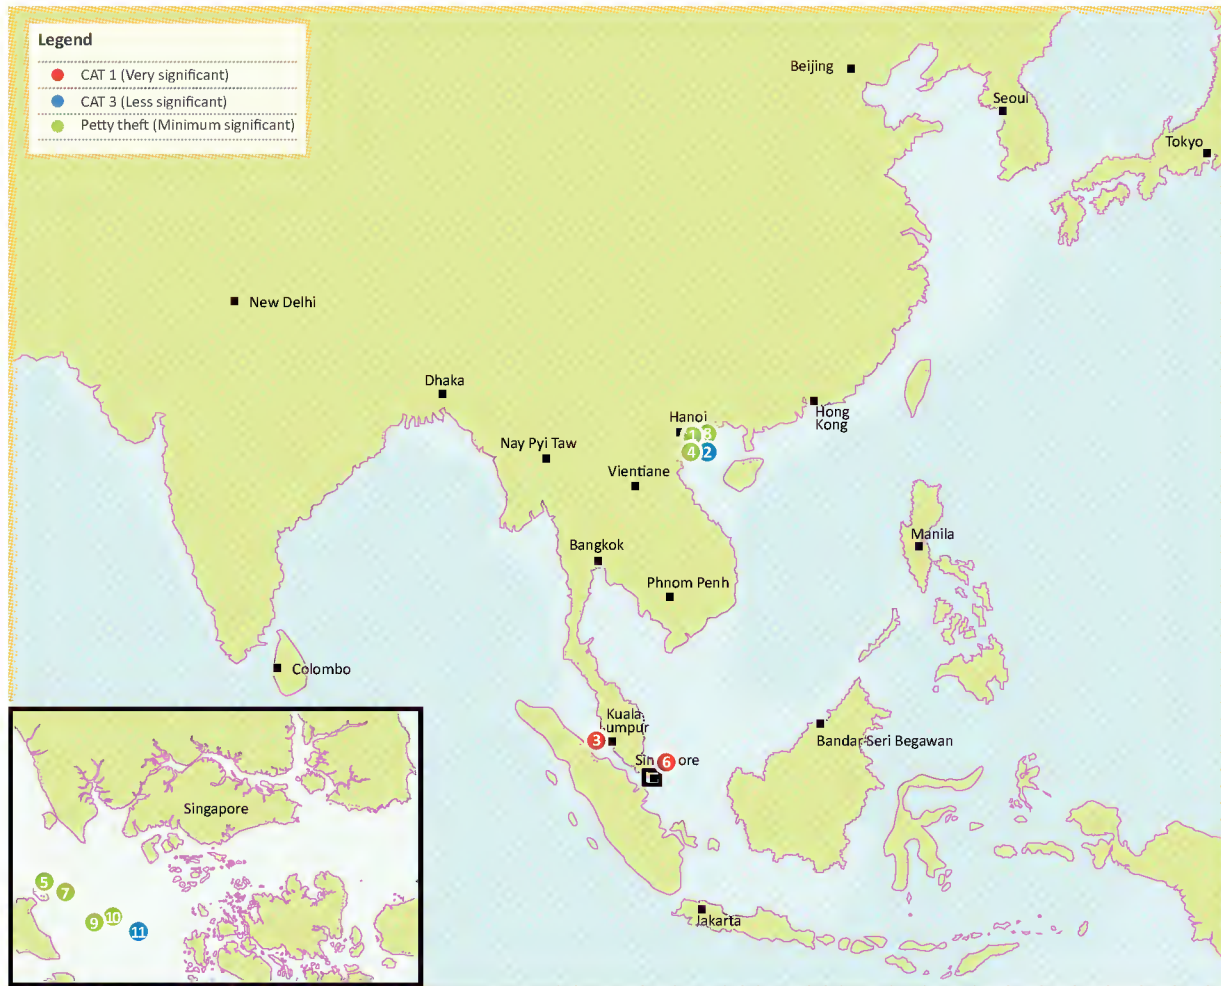 Legend
CAT 1 (Very significant)
CAT 3 (Less significant)
Petty theft (Minimum significant)
Beijing
Seoul
Tokyo
New Delhi
Dhaka
Hong
Kong
Hanoi
1
4
2
Nay Pyi Taw
Vientiane
Manila
Bangkok
Phnom Penh
Colombo
Kuala
Lumpur
3
Bandar Seri Begawan
6
Jakarta
Singapore
5
7
9
10
11